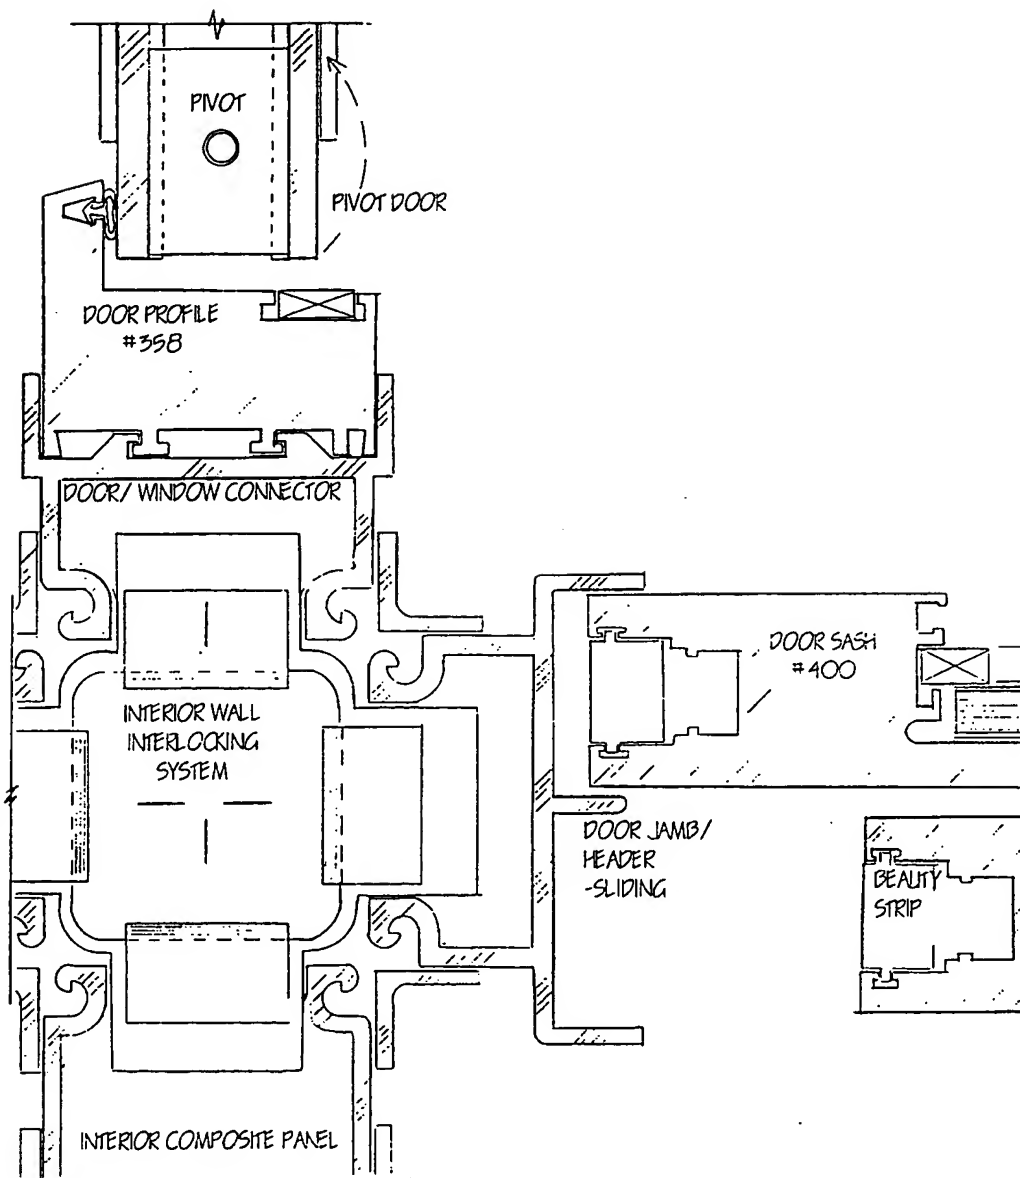 PIVOT
PIVOT DOOR
DOOR PROFILE
#358
DOOR/ WINDOW CONNECTOR
DOOR SASH
#400
INTERIOR WALL
INTERLOCKING
SYSTEM
DOOR JAMB/
HEADER
-SLIDING
BEAUTY
STRIP
INTERIOR COMPOSITE PANEL